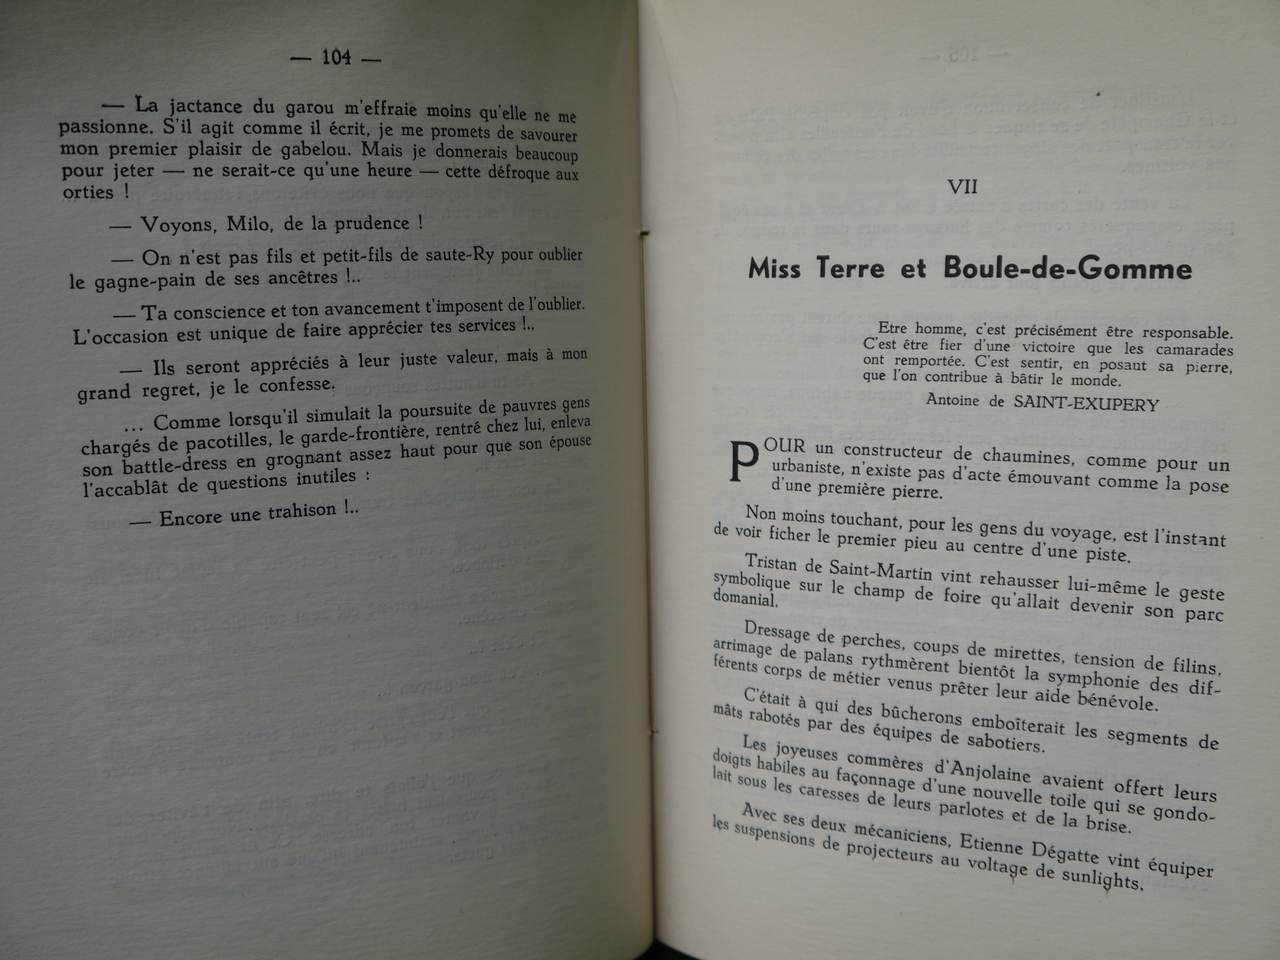 — 104 —
— La jactance du garou m'effraie moins qu'elle ne me
passionne. S'il agit comme il écrit, je me promets de savourer
mon premier plaisir de gabelou. Mais je donnerais beaucoup
pour jeter — ne serait-ce qu'une heure — cette défroque aux
orties !
— Voyons, Milo, de la prudence !
— On n'est pas fils et petit-fils de saute-Ry pour oublier
le gagne-pain de ses ancêtres !..
— Ta conscience et ton avancement t'imposent de l'oublier.
L'occasion est unique de faire apprécier tes services !..
— Ils seront appréciés à leur juste valeur, mais à mon
grand regret, je le confesse.
... Comme lorsqu'il simulait la poursuite de pauvres gens
chargés de pacotilles, le garde-frontière, rentré chez lui, enleva
son battle-dress en grognant assez haut pour que son épouse
l'accablât de questions inutiles :
— Encore une trahison !..
VII
Miss Terre et Boule-de-Gomme
Etre homme, c'est précisément être responsable.
C'est être fier d'une victoire que les camarades
ont remportée. C'est sentir, en posant sa pierre,
que l'on contribue à bâtir le monde.
Antoine de SAINT-EXUPERY
POUR un constructeur de chaumines, comme pour un
urbaniste, n'existe pas d'acte émouvant comme la pose
d'une première pierre.
Non moins touchant, pour les gens du voyage, est l'instant
de voir ficher le premier pieu au centre d'une piste.
Tristan de Saint-Martin vint rehausser lui-même le geste
symbolique sur le champ de foire qu'allait devenir son parc
domanial.
Dressage de perches, coups de mirettes, tension de filins,
arrimage de palans rythmèrent bientôt la symphonie des dif-
férents corps de métier venus prêter leur aide bénévole.
C'était à qui des bûcherons emboîterait les segments de
mâts rabotés par des équipes de sabotiers.
Les joyeuses commères d'Anjolaine avaient offert leurs
doigts habiles au façonnage d'une nouvelle toile qui se gondo-
lait sous les caresses de leurs parlotes et de la brise.
Avec ses deux mécaniciens, Etienne Dégatte vint équiper
les suspensions de projecteurs au voltage de sunlights.